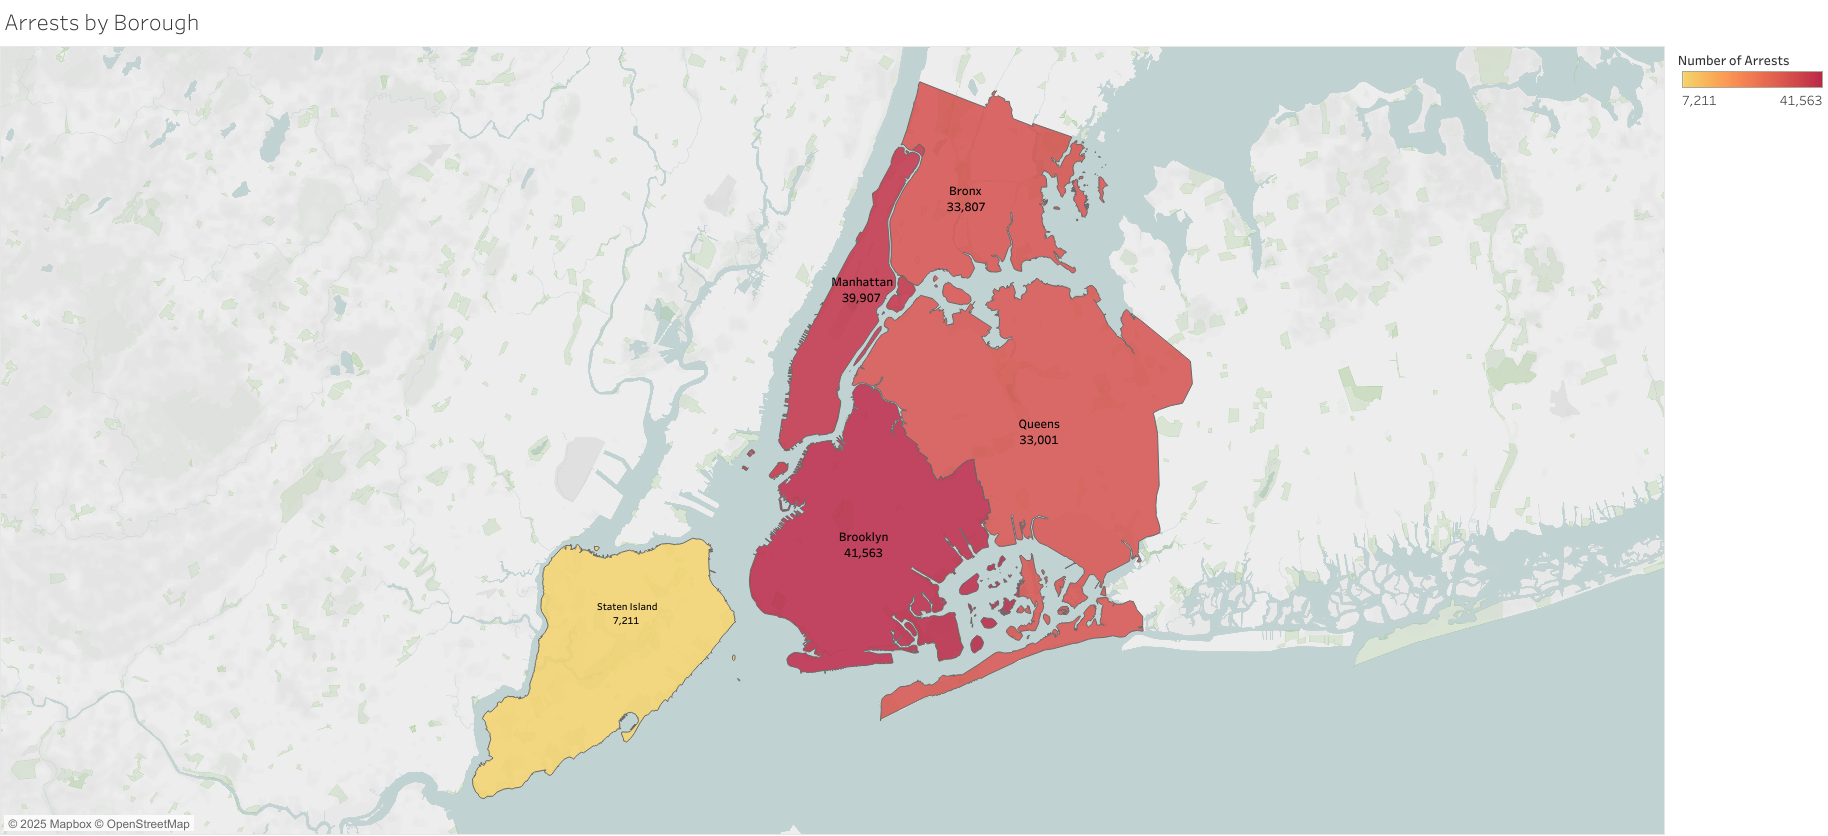 Arrests by Borough
Number of Arrests
7,211 41,563
Bronx
33,807
Manhattan
39,907
Queens
33,001
Brooklyn
41,563
Staten Island
7,211
© 2025 Mapbox © OpenStreetMap